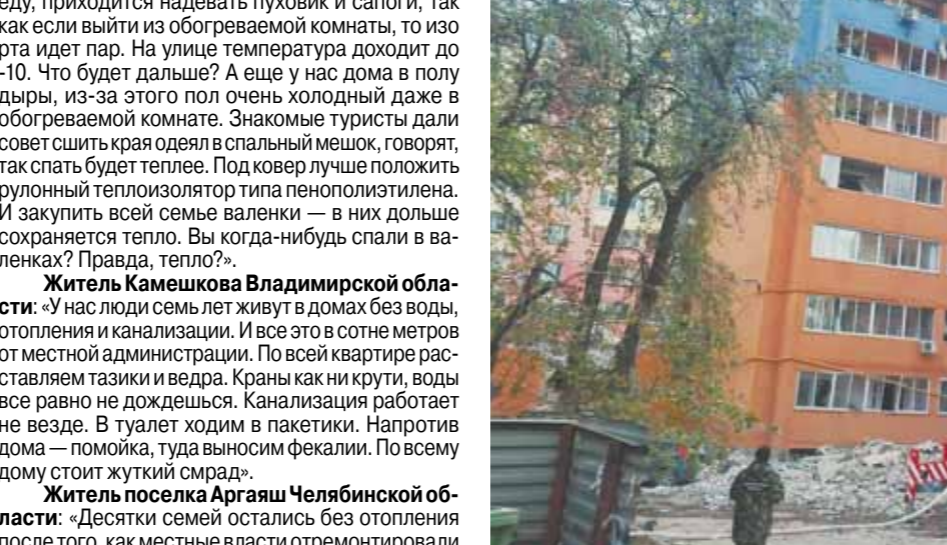 еду, приходится надевать пуховик и сапоги, так
как если выйти из обогреваемой комнаты, то изо
рта идет пар. На улице температура доходит до
-10. Что будет дальше? А еще у нас дома в полу
дыры, из-за этого пол очень холодный даже в
обогреваемой комнате. Знакомые туристы дали
совет сшить края одеял в спальный мешок, говорят,
так спать будет теплее. Под ковер лучше положить
рулонный теплоизолятор типа пенополиэтилена.
И закупить всей семье валенки — в них дольше
сохраняется тепло. Вы когда-нибудь спали в ва-
ленках? Правда, тепло?».
Житель Камешкова Владимирской обла-
сти: «У нас люди семь лет живут в домах без воды,
отопления и канализации. И все это в сотне метров
от местной администрации. По всей квартире рас-
ставляем тазики и ведра. Краны как ни крути, воды
все равно не дождешься. Канализация работает
не везде. В туалет ходим в пакетики. Напротив
дома — помойка, туда выносим фекалии. По всему
дому стоит жуткий смрад».
Житель поселка Аргаяш Челябинской об-
ласти: «Десятки семей остались без отопления
после того, как местные власти отремонтировали